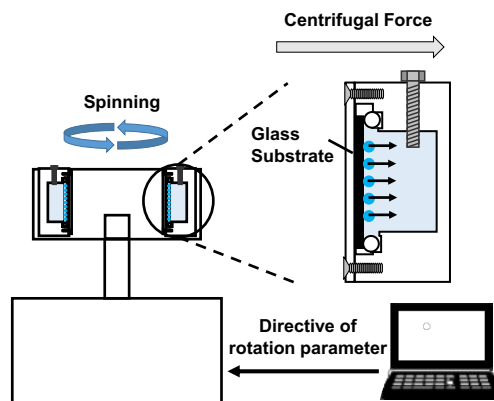 Centrifugal Force
Spinning
Glass
Substrate
Directive of
rotation parameter